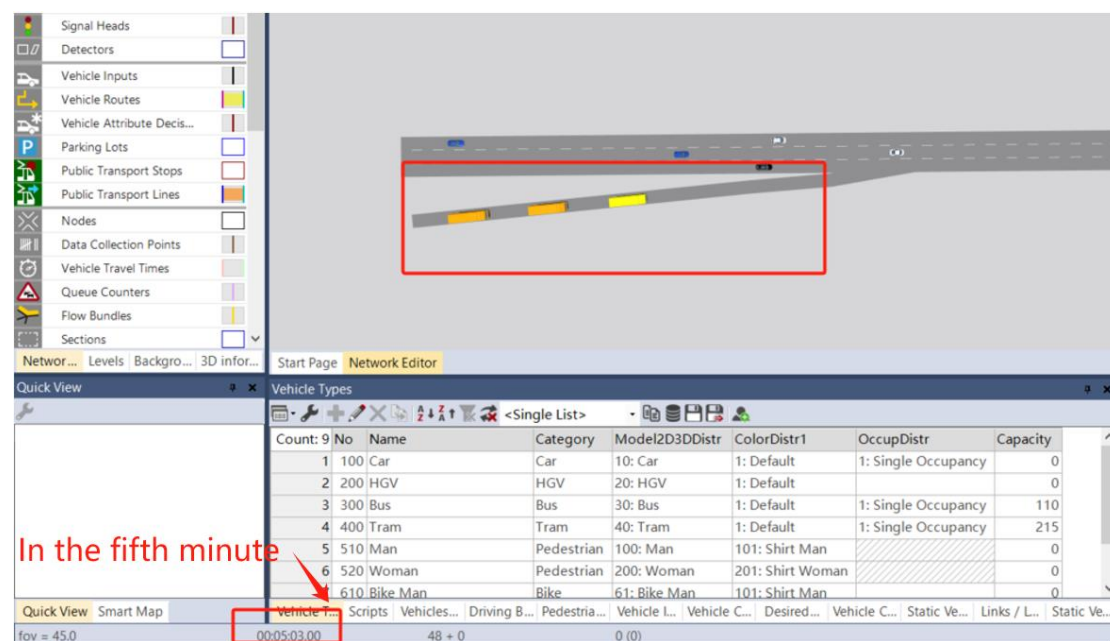 Signal Heads
Detectors
Vehicle Inputs
Vehicle Routes
Vehicle Attribute Decis...
P Parking Lots
Public Transport Stops
Public Transport Lines
Nodes
Data Collection Points
Vehicle Travel Times
Queue Counters
Flow Bundles
Sections
Networ... Levels Backgro... 3D infor... Start Page Network Editor
Quick View
Vehicle Types
<Single List>
Count: 9 No Name Category Model2D3DDistr ColorDistr1 OccupDistr Capacity
1 100 Car Car 10: Car 1: Default 1: Single Occupancy 0
2 200 HGV HGV 20: HGV 1: Default 0
3 300 Bus Bus 30: Bus 1: Default 1: Single Occupancy 110
4 400 Tram Tram 40: Tram 1: Default 1: Single Occupancy 215
5 510 Man Pedestrian 100: Man 101: Shirt Man 0
6 520 Woman Pedestrian 200: Woman 201: Shirt Woman 0
610 Bike Man Bike 61: Bike Man 101: Shirt Man 0
In the fifth minute
Quick View Smart Map Vehicle T... Scripts Vehicles... Driving B... Pedestria... Vehicle I... Vehicle C... Desired... Vehicle C... Static Ve... Links / L... Static Ve...
fov = 45.0 00:05:03.00 48 + 0 0 (0)